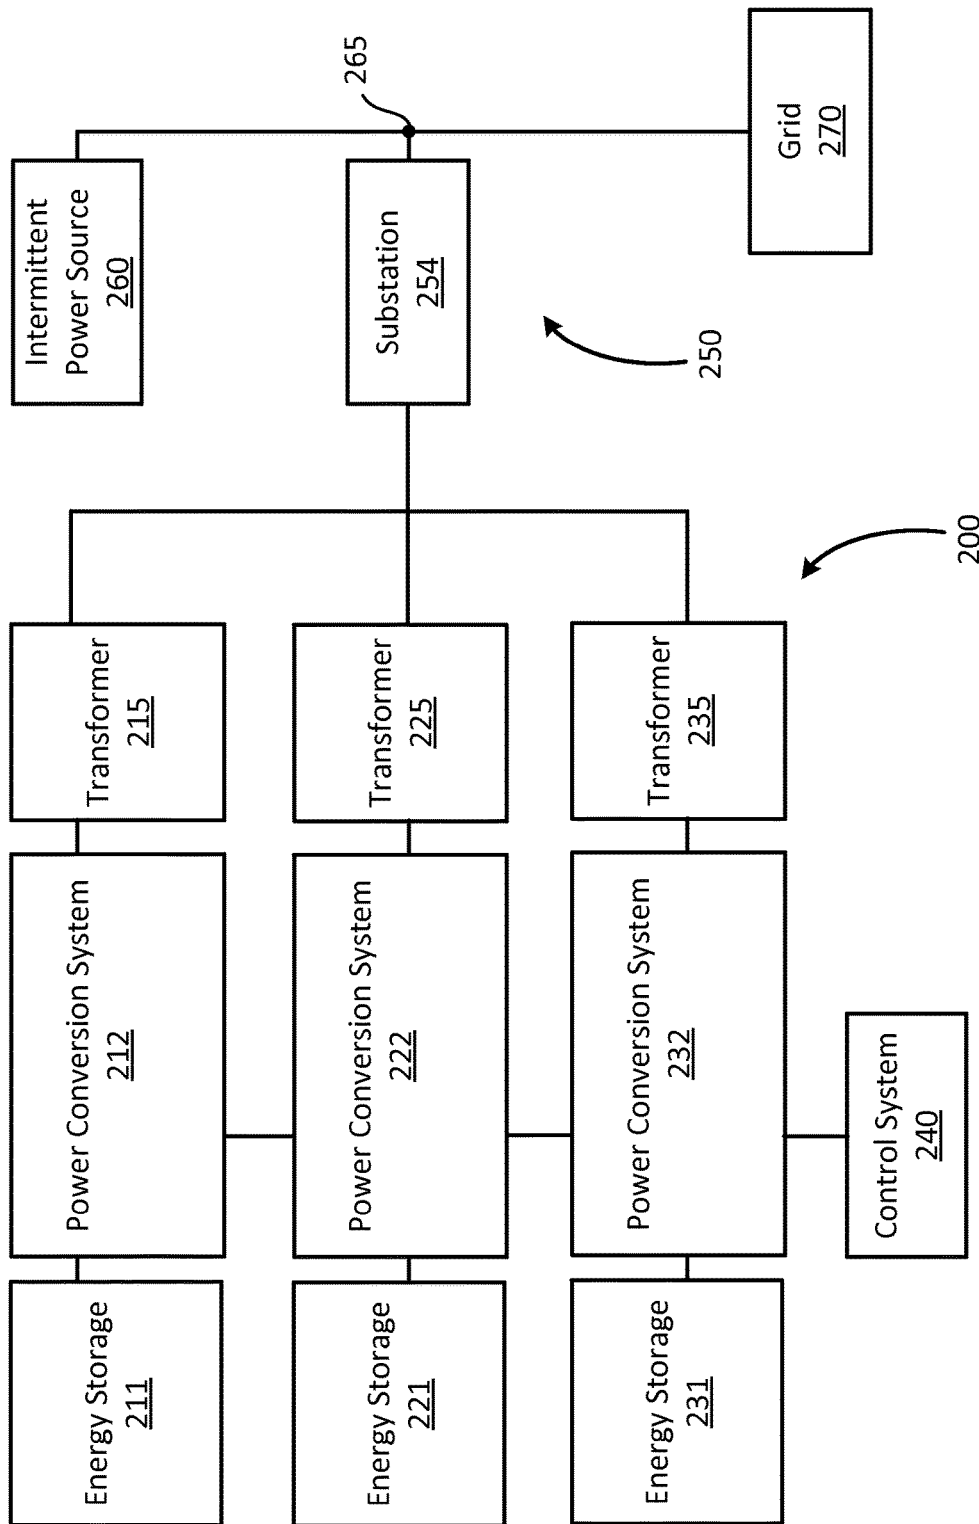 Energy Storage
211
Power Conversion System
212
Transformer
215
Intermittent
Power Source
260
Energy Storage
221
Power Conversion System
222
Transformer
225
Substation
254
265
Energy Storage
231
Power Conversion System
232
Transformer
235
250
Grid
270
Control System
240
200